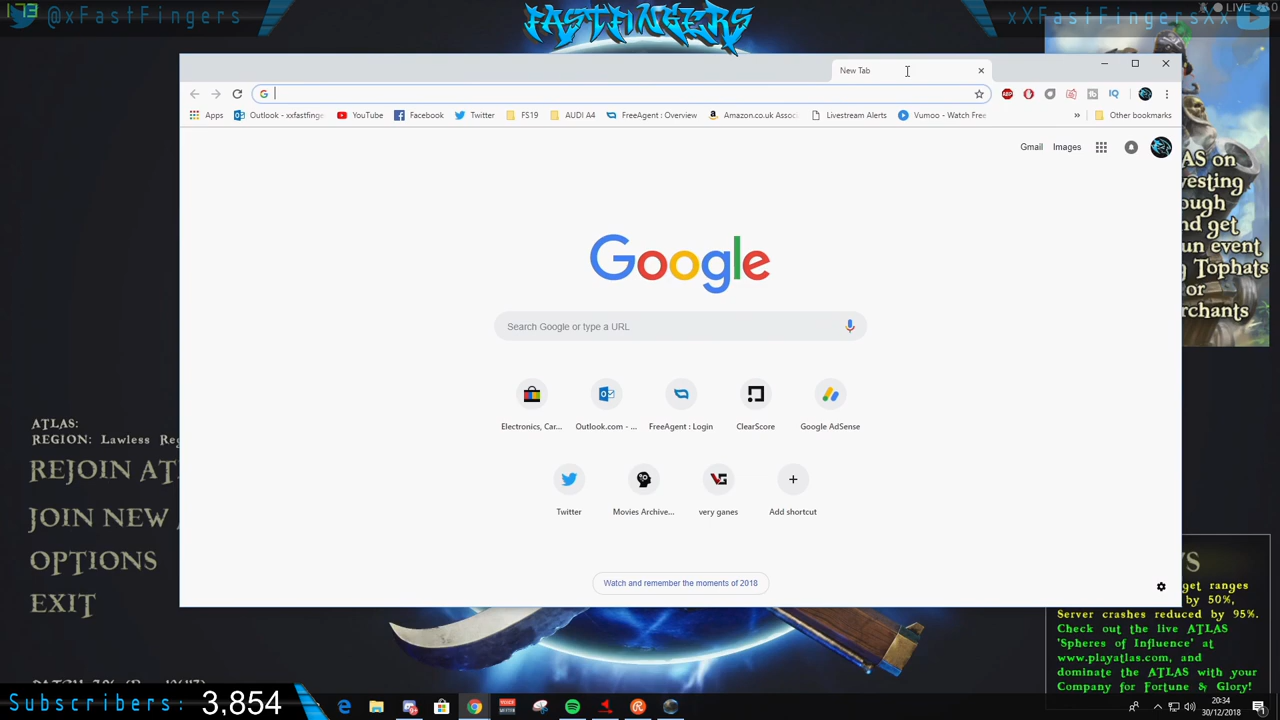 @xFastFingers
FASTFINGERS
xXFastFingersXx
LIVE
0
New Tab
Apps
Outlook - xxfastfinge
YouTube
Facebook
Twitter
FS19
AUDI A4
FreeAgent : Overview
Amazon.co.uk Assoc
Livestream Alerts
Vumoo - Watch Free
»
Other bookmarks
Gmail
Images
Google
Search Google or type a URL
Electronics, Car...
Outlook.com - ...
FreeAgent : Login
ClearScore
Google AdSense
Twitter
Movies Archive...
very ganes
Add shortcut
Watch and remember the moments of 2018
AS on
vesting
ough
nd get
un event
g Tophats
or
rchants
ATLAS:
REGION: Lawless Re
REJOIN AT
JOIN NEW
OPTIONS
EXIT
get ranges
by 50%,
Server crashes reduced by 95%.
Check out the live ATLAS
'Spheres of Influence' at
www.playatlas.com, and
dominate the ATLAS with your
Company for Fortune & Glory!
Subscribers: 3,854
20:34
30/12/2018